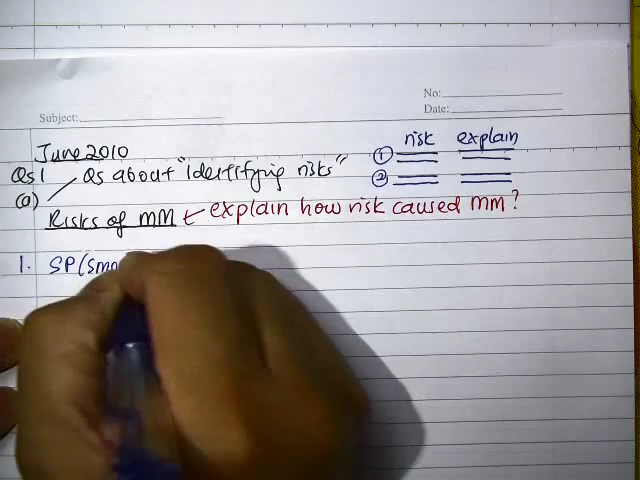 No:
Subject:
Date:
June 2010
risk explain
Qs1 Qs about "identifying risks"
①
②
(a)
Risks of MM explain how risk caused MM?
1. SP(sma